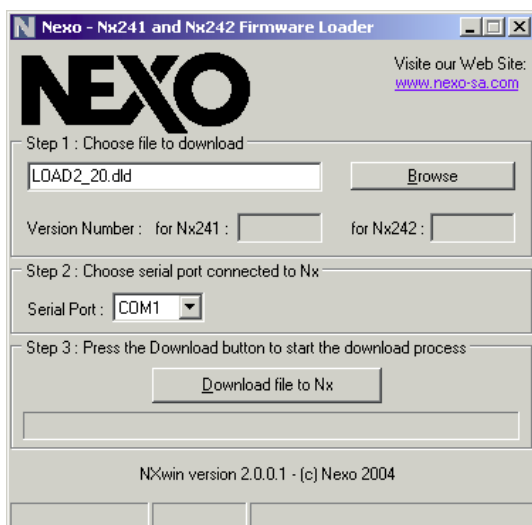 Nexo - Nx241 and Nx242 Firmware Loader
NEXO
Visite our Web Site:
www.nexo-sa.com
Step 1 : Choose file to download
LOAD2_20.dld
Browse
Version Number : for Nx241 : for Nx242 :
Step 2 : Choose serial port connected to Nx
Serial Port : COM1
Step 3 : Press the Download button to start the download process
Download file to Nx
NXwin version 2.0.0.1 - (c) Nexo 2004